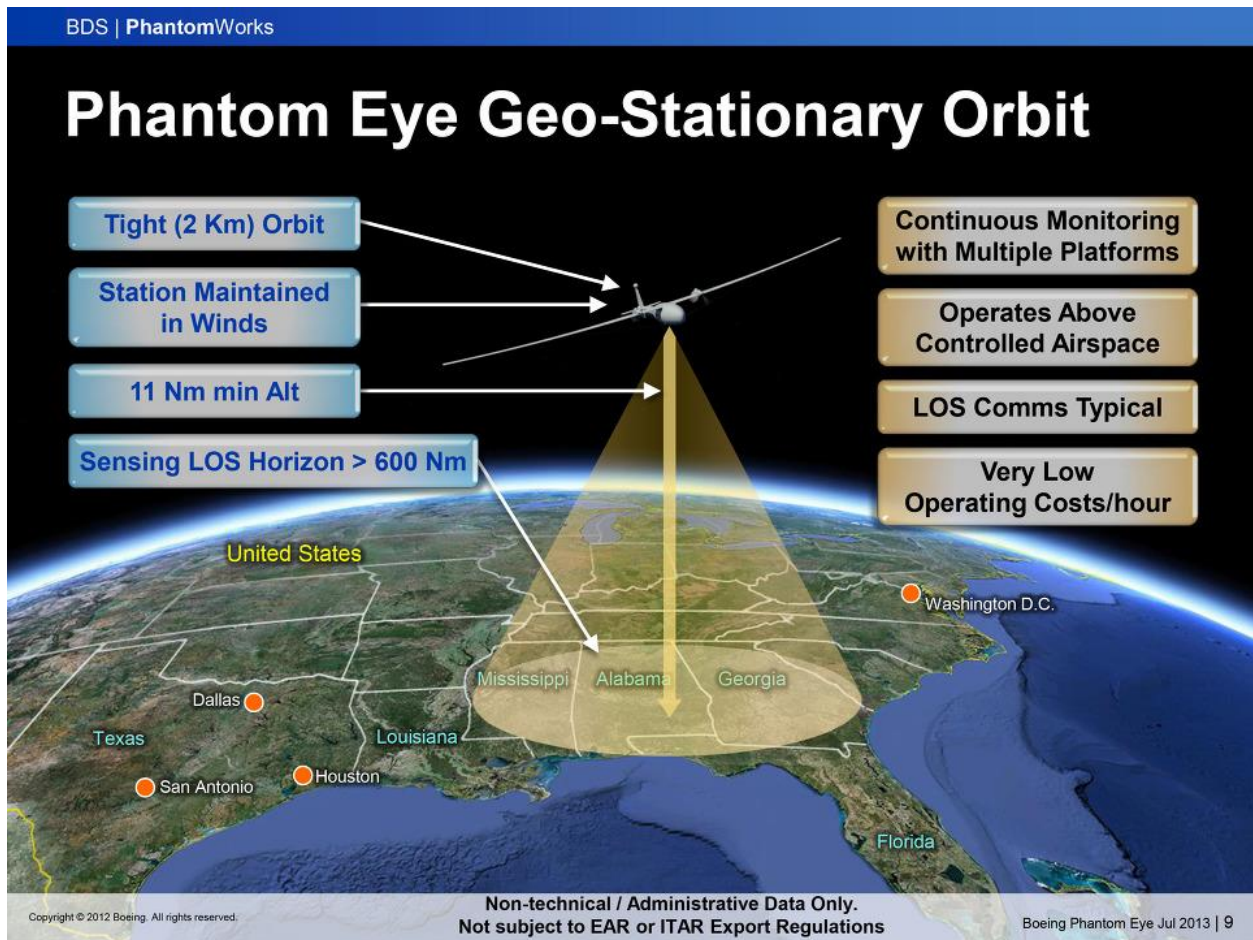 BDS | PhantomWorks
Phantom Eye Geo-Stationary Orbit
Tight (2 Km) Orbit
Station Maintained
in Winds
11 Nm min Alt
Sensing LOS Horizon > 600 Nm
Continuous Monitoring
with Multiple Platforms
Operates Above
Controlled Airspace
LOS Comms Typical
Very Low
Operating Costs/hour
United States
Washington D.C.
Mississippi
Alabama
Georgia
Dallas
Texas
Louisiana
Houston
San Antonio
Florida
Copyright © 2012 Boeing. All rights reserved.
Non-technical / Administrative Data Only.
Not subject to EAR or ITAR Export Regulations
Boeing Phantom Eye Jul 2013 | 9